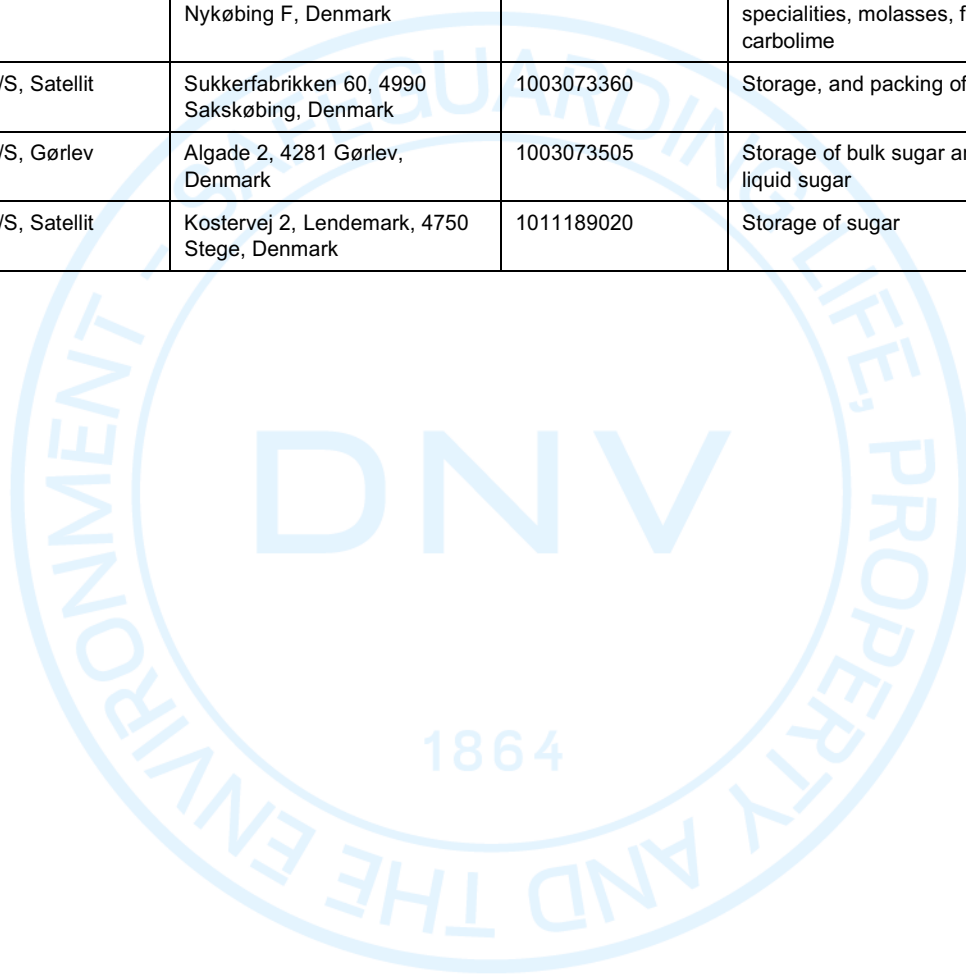 Nykøbing F, Denmark
specialities, molasses, f
carbolime
/S, Satellit
Sukkerfabrikken 60, 4990
Sakskøbing, Denmark
1003073360
Storage, and packing of
/S, Gørlev
Algade 2, 4281 Gørlev,
Denmark
1003073505
Storage of bulk sugar a
liquid sugar
/S, Satellit
Kostervej 2, Lendemark, 4750
Stege, Denmark
1011189020
Storage of sugar
SAFEGUARDING LIFE, PROPERTY AND THE ENVIRONMENT -
DNV
1864